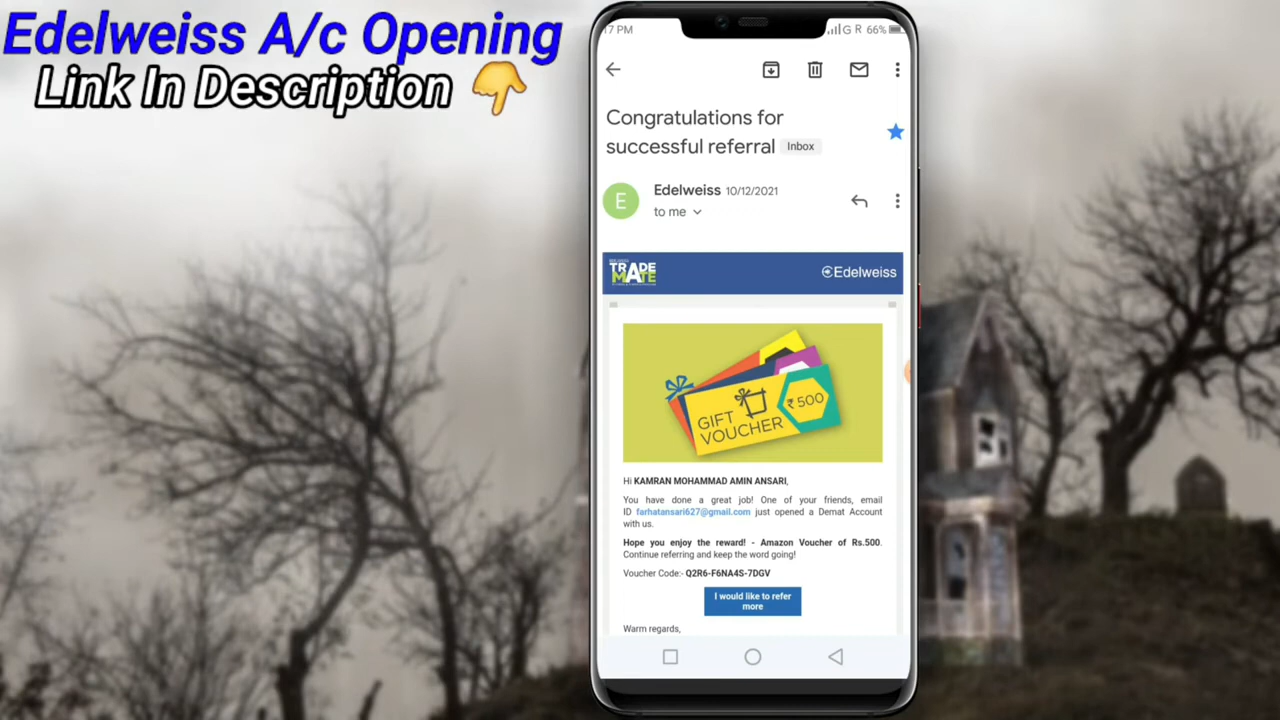 Edelweiss A/c Opening
Link In Description
17 PM
G R 66%
Congratulations for
successful referral Inbox
E
Edelweiss 10/12/2021
to me
TRADE
MATE
Edelweiss
GIFT
VOUCHER
₹ 500
Hi KAMRAN MOHAMMAD AMIN ANSARI,
You have done a great job! One of your friends, email
ID farhatansari627@gmail.com just opened a Demat Account
with us.
Hope you enjoy the reward! - Amazon Voucher of Rs.500.
Continue referring and keep the word going!
Voucher Code:- Q2R6-F6NA4S-7DGV
I would like to refer
more
Warm regards,